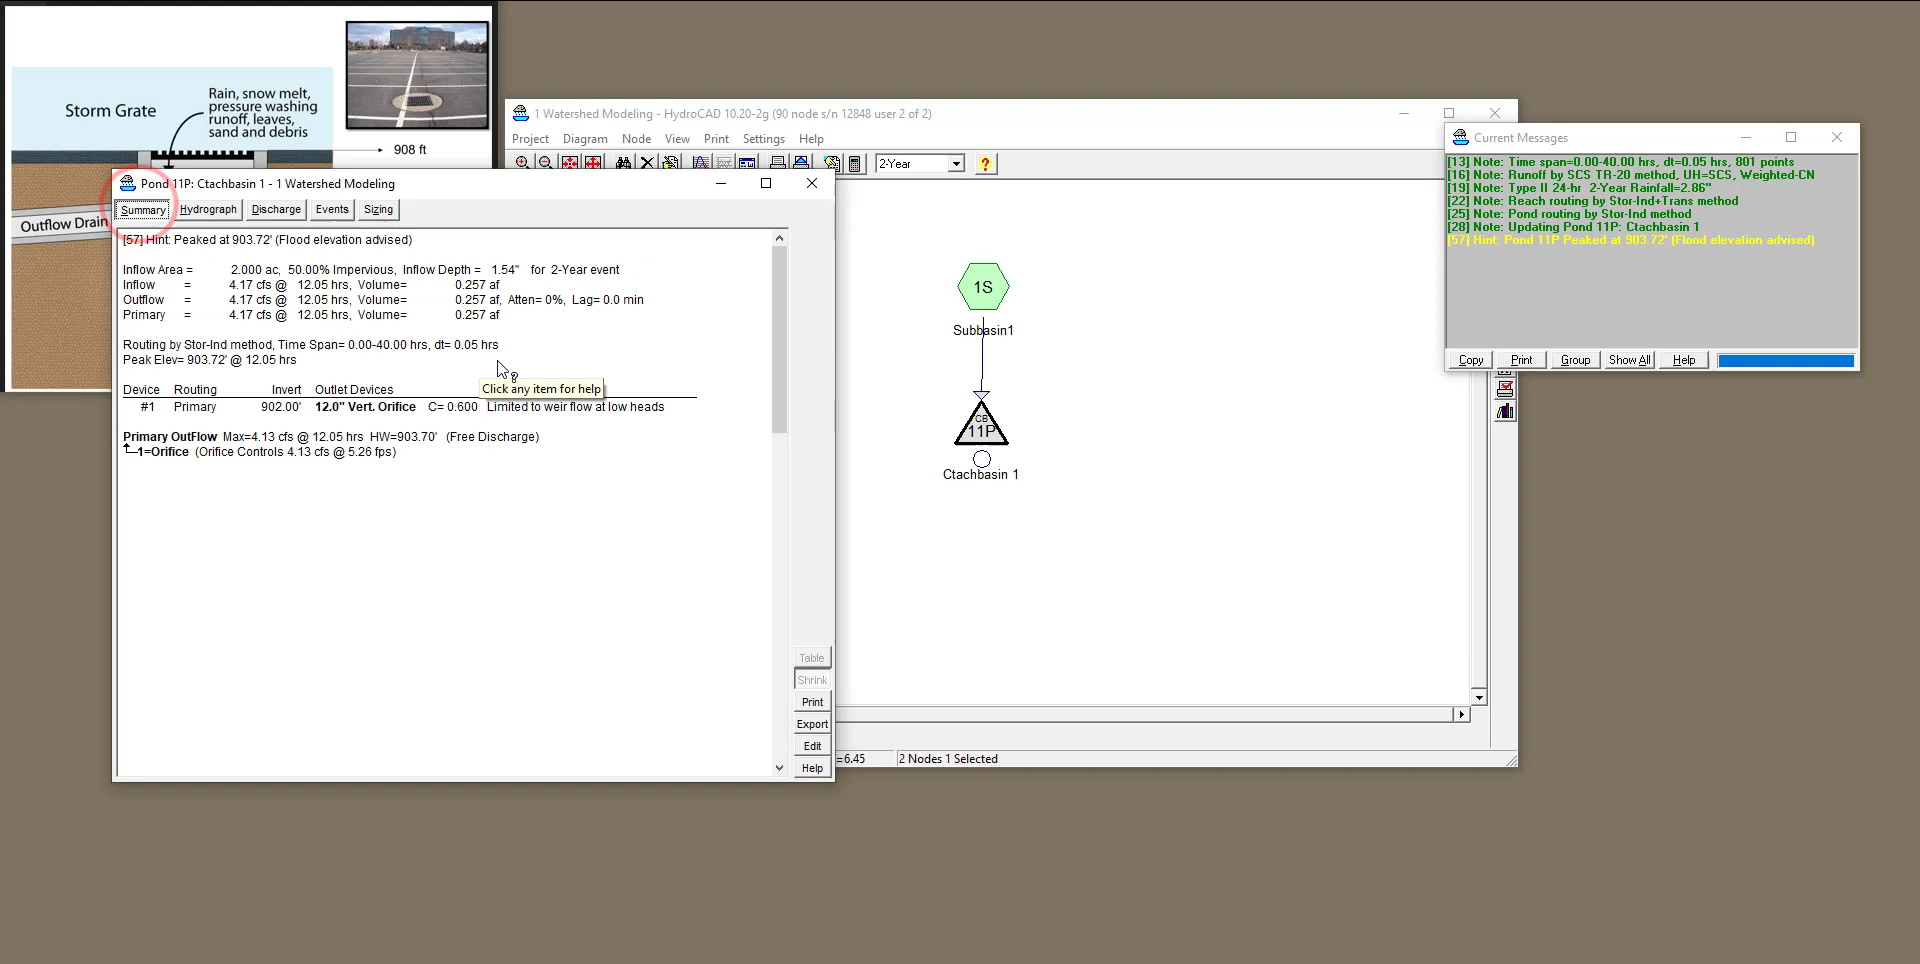 Storm Grate
Rain, snow melt,
pressure washing
runoff, leaves,
sand and debris
908 ft
Outflow Drain
1 Watershed Modeling - HydroCAD 10.20-2g (90 node s/n 12848 user 2 of 2)
Project Diagram Node View Print Settings Help
2-Year
?
Pond 11P: Ctachbasin 1 - 1 Watershed Modeling
Summary Hydrograph Discharge Events Sizing
[57] Hint: Peaked at 903.72' (Flood elevation advised)
Inflow Area = 2.000 ac, 50.00% Impervious, Inflow Depth = 1.54" for 2-Year event
Inflow = 4.17 cfs @ 12.05 hrs, Volume= 0.257 af
Outflow = 4.17 cfs @ 12.05 hrs, Volume= 0.257 af, Atten= 0%, Lag= 0.0 min
Primary = 4.17 cfs @ 12.05 hrs, Volume= 0.257 af
Routing by Stor-Ind method, Time Span= 0.00-40.00 hrs, dt= 0.05 hrs
Peak Elev= 903.72' @ 12.05 hrs
Click any item for help
Device Routing Invert Outlet Devices
#1 Primary 902.00' 12.0" Vert. Orifice C= 0.600 Limited to weir flow at low heads
Primary OutFlow Max=4.13 cfs @ 12.05 hrs HW=903.70' (Free Discharge)
1=Orifice (Orifice Controls 4.13 cfs @ 5.26 fps)
Table
Shrink
Print
Export
Edit
Help
1S
Subbasin1
CB
11P
Ctachbasin 1
=6.45
2 Nodes 1 Selected
Current Messages
[13] Note: Time span=0.00-40.00 hrs, dt=0.05 hrs, 801 points
[16] Note: Runoff by SCS TR-20 method, UH=SCS, Weighted-CN
[19] Note: Type II 24-hr 2-Year Rainfall=2.86"
[22] Note: Reach routing by Stor-Ind+Trans method
[25] Note: Pond routing by Stor-Ind method
[28] Note: Updating Pond 11P: Ctachbasin 1
[57] Hint: Pond 11P Peaked at 903.72' (Flood elevation advised)
Copy Print Group Show All Help